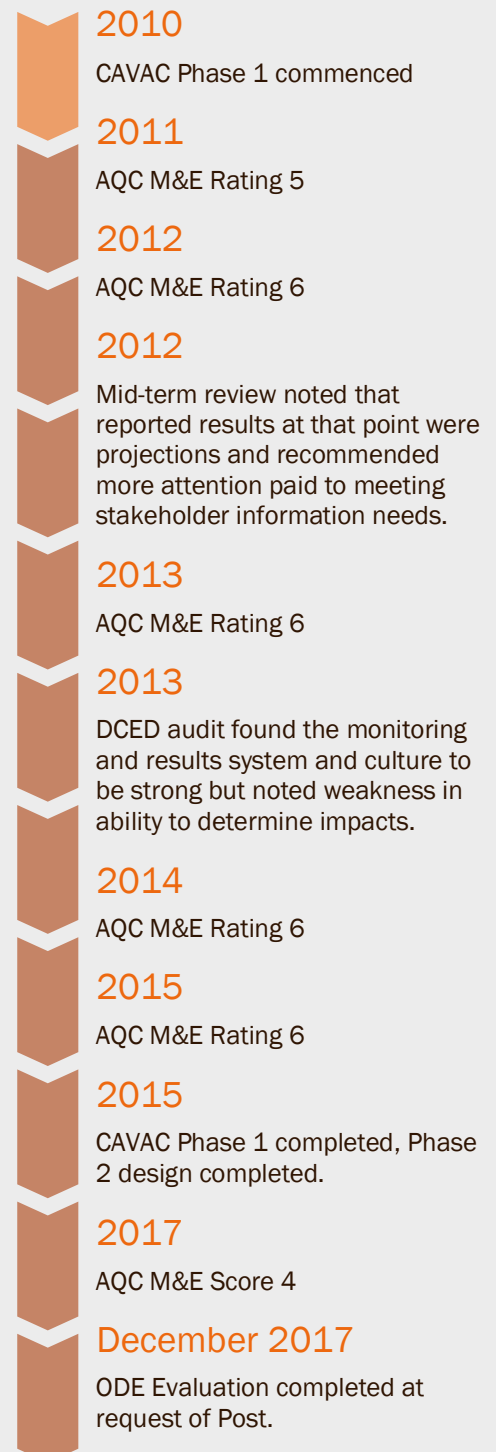 2010
CAVAC Phase 1 commenced
2011
AQC M&E Rating 5
2012
AQC M&E Rating 6
2012
Mid-term review noted that
reported results at that point were
projections and recommended
more attention paid to meeting
stakeholder information needs.
2013
AQC M&E Rating 6
2013
DCED audit found the monitoring
and results system and culture to
be strong but noted weakness in
ability to determine impacts.
2014
AQC M&E Rating 6
2015
AQC M&E Rating 6
2015
CAVAC Phase 1 completed, Phase
2 design completed.
2017
AQC M&E Score 4
December 2017
ODE Evaluation completed at
request of Post.